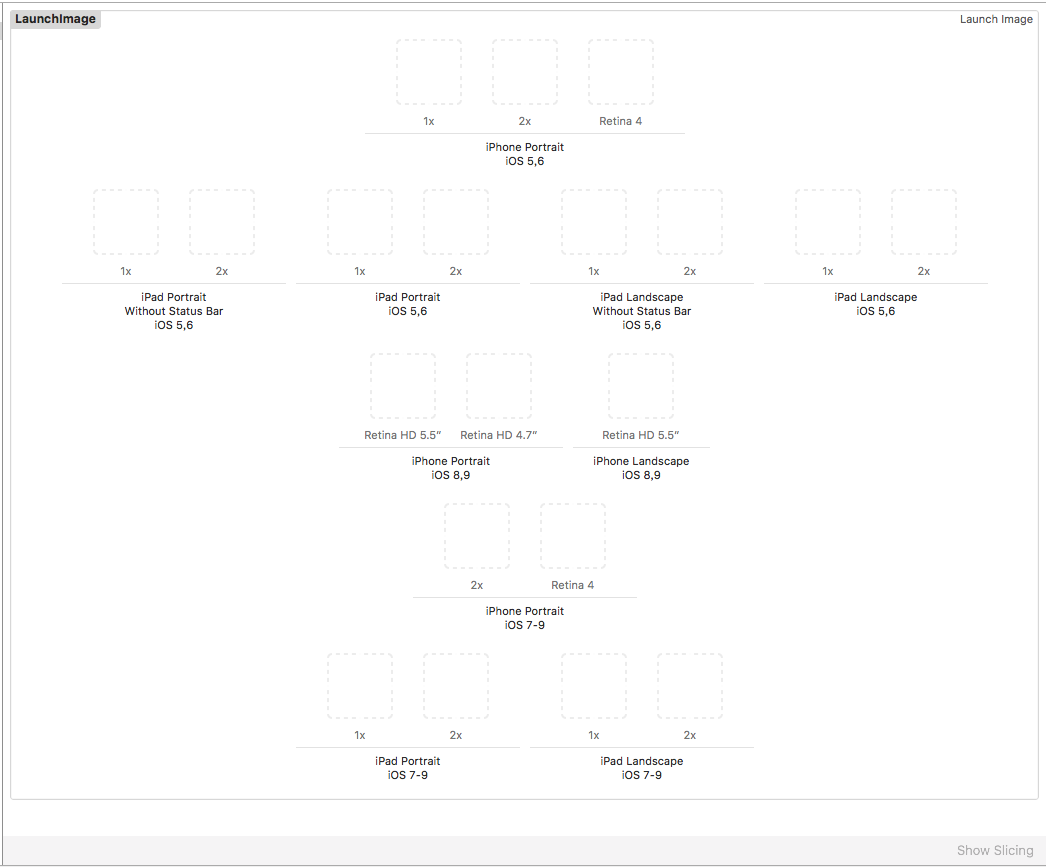 LaunchImage
Launch Image
1x 2x Retina 4
iPhone Portrait
iOS 5,6
1x 2x 1x 2x 1x 2x 1x 2x
iPad Portrait iPad Portrait iPad Landscape iPad Landscape
Without Status Bar iOS 5,6 Without Status Bar iOS 5,6
iOS 5,6 iOS 5,6
Retina HD 5.5″ Retina HD 4.7″ Retina HD 5.5″
iPhone Portrait iPhone Landscape
iOS 8,9 iOS 8,9
2x Retina 4
iPhone Portrait
iOS 7-9
1x 2x 1x 2x
iPad Portrait iPad Landscape
iOS 7-9 iOS 7-9
Show Slicing